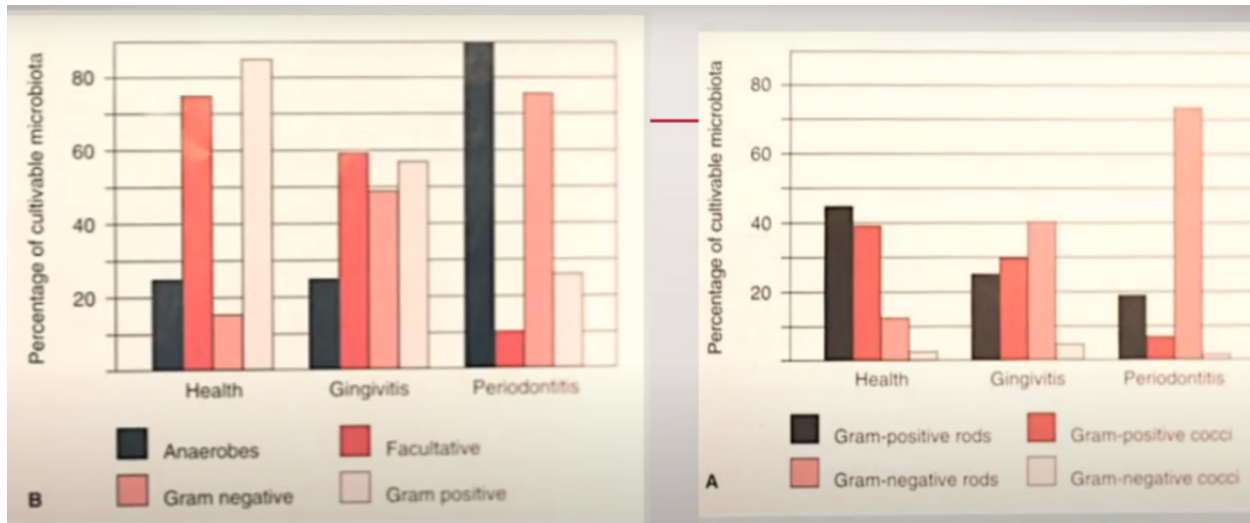 Percentage of cultivable microbiota
80
60
40
20
Health Gingivitis Periodontitis
Anaerobes Facultative
Gram negative Gram positive
B
Percentage of cultivable microbiota
80
60
40
20
Health Gingivitis Periodontitis
Gram-positive rods Gram-positive cocci
Gram-negative rods Gram-negative cocci
A